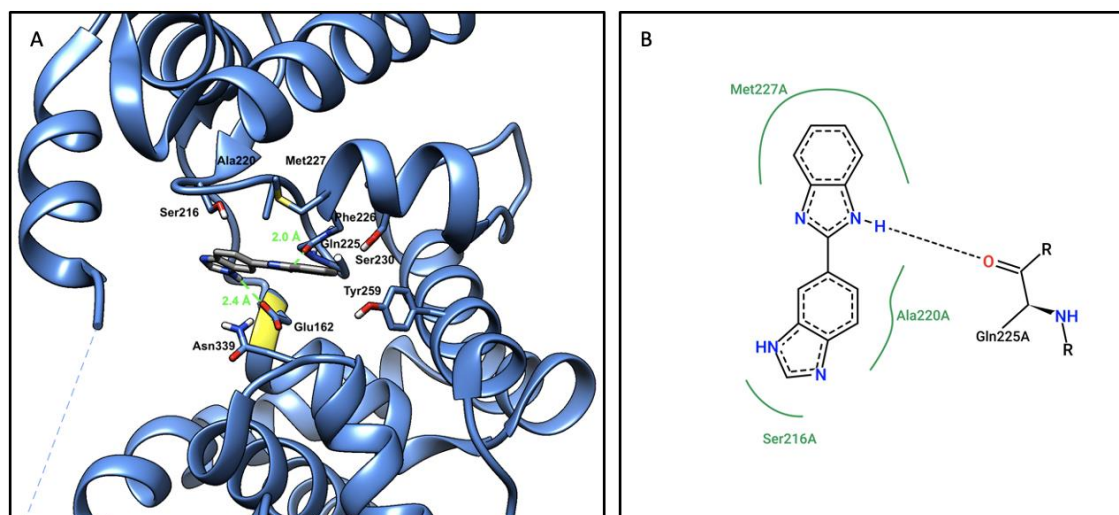 A
Ala220
Met227
Ser216
Phe226
2.0 Å
Gln225
Ser230
Tyr259
2.4 Å
Glu162
Asn339
B
Met227A
N
N
H
O
R
Ala220A
Gln225A
NH
R
HN
N
Ser216A